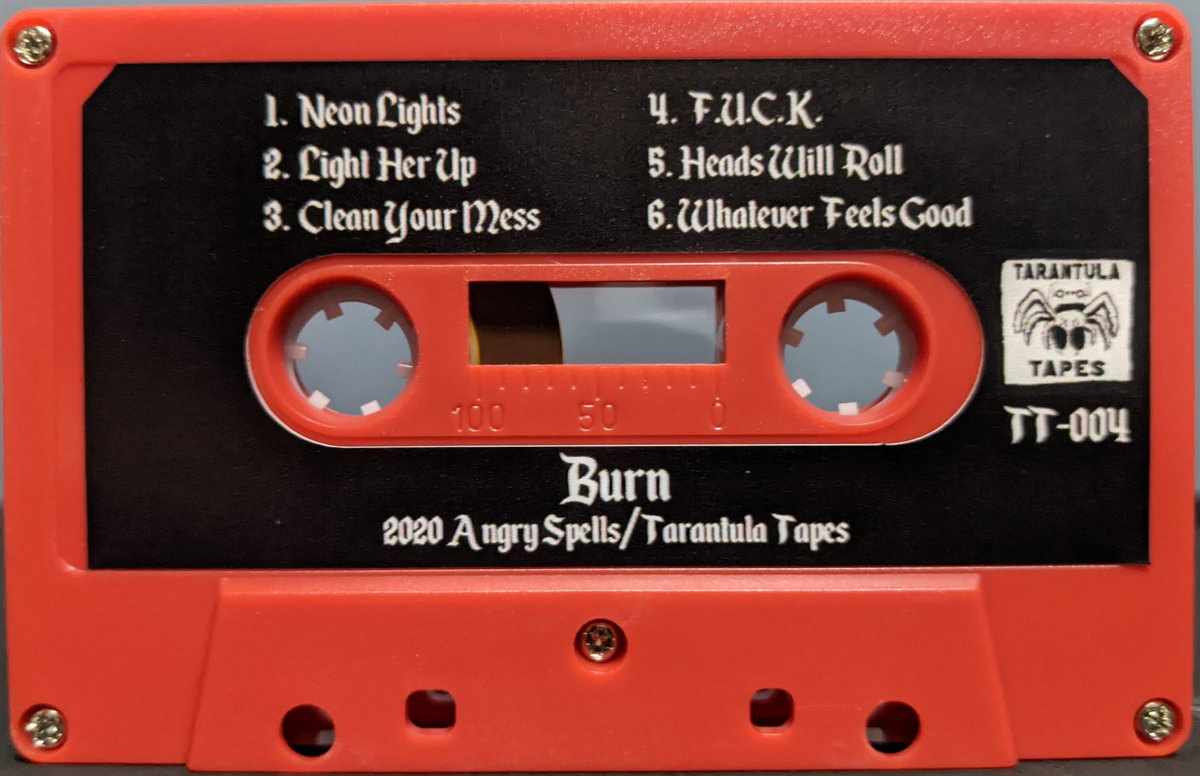 1. Neon Lights
2. Light Her Up
3. Clean Your Mess
4. F.U.C.K.
5. Heads Will Roll
6. Whatever Feels Good
TARANTULA
TAPES
TT-004
100 50 0
Burn
2020 Angry Spells/Tarantula Tapes